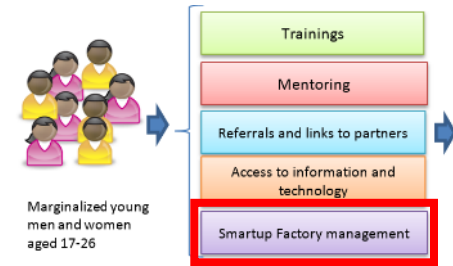 Trainings
Mentoring
Referrals and links to partners
Access to information and
technology
Smartup Factory management
Marginalized young
men and women
aged 17-26